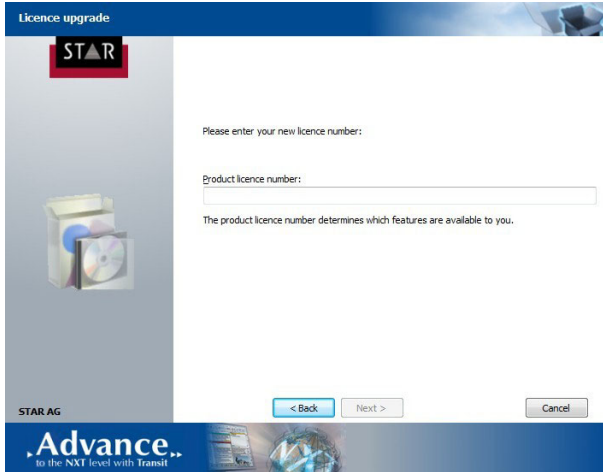 Licence upgrade
STAR
Please enter your new licence number:
Product licence number:
The product licence number determines which features are available to you.
STAR AG
< Back
Next >
Cancel
Advance
to the NXT level with Transit